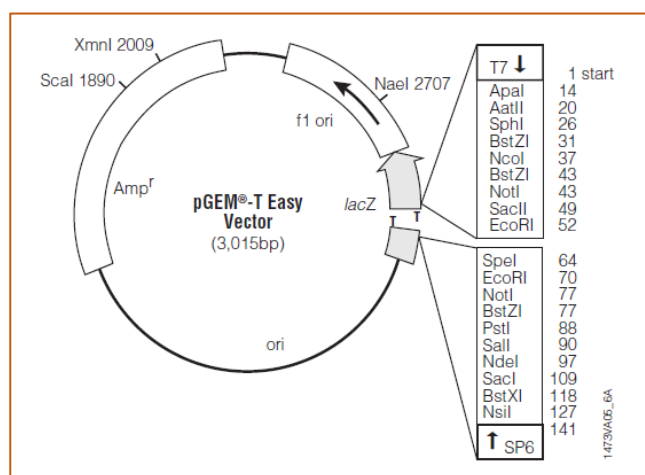 XmnI 2009
ScaI 1890
NaeI 2707
f1 ori
Ampʳ
pGEM®-T Easy
Vector
(3,015bp)
lacZ
T T
ori
T7 ↓ 1 start
ApaI 14
AatII 20
SphI 26
BstZI 31
NcoI 37
BstZI 43
NotI 43
SacII 49
EcoRI 52
SpeI 64
EcoRI 70
NotI 77
BstZI 77
PstI 88
SalI 90
NdeI 97
SacI 109
BstXI 118
NsiI 127
141
↑ SP6
1473VA05_6A